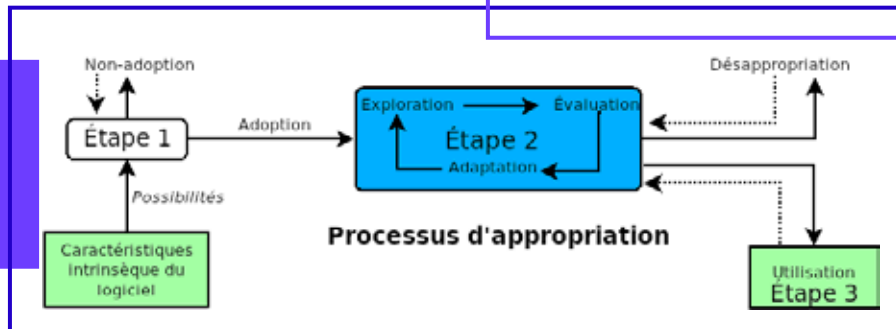 Non-adoption
Désappropriation
Exploration
Évaluation
Adoption
Étape 1
Étape 2
Adaptation
Possibilités
Processus d'appropriation
Caractéristiques
intrinsèque du
logiciel
Utilisation
Étape 3